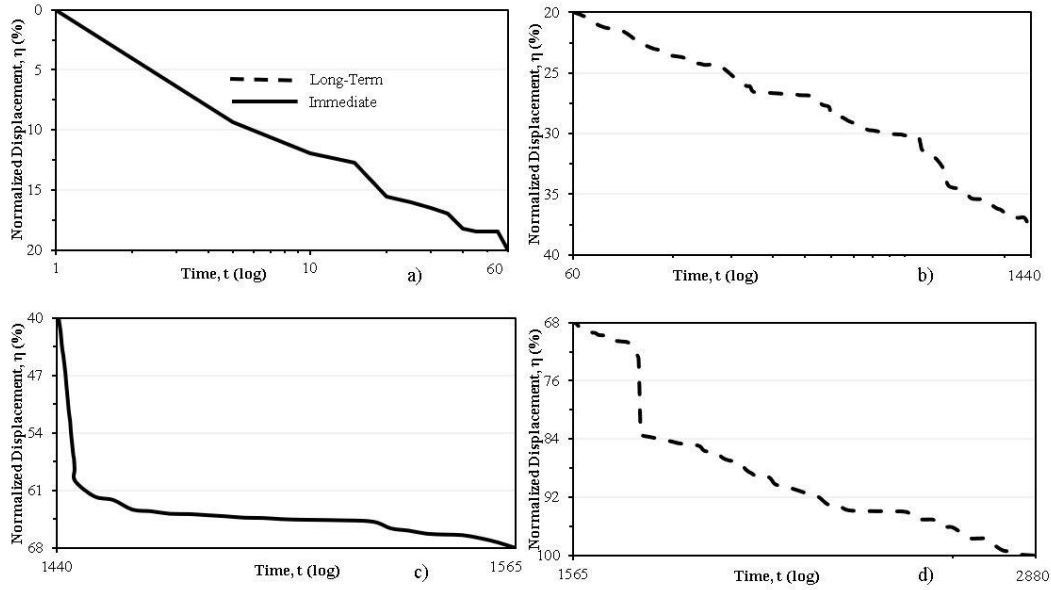 Normalized Displacement, η (%)
0
5
10
15
20
Long-Term
Immediate
1
10
60
Time, t (log)
a)
Normalized Displacement, η (%)
20
25
30
35
40
60
1440
Time, t (log)
b)
Normalized Displacement, η (%)
40
47
54
61
68
1440
1565
Time, t (log)
c)
Normalized Displacement, η (%)
68
76
84
92
100
1565
2880
Time, t (log)
d)